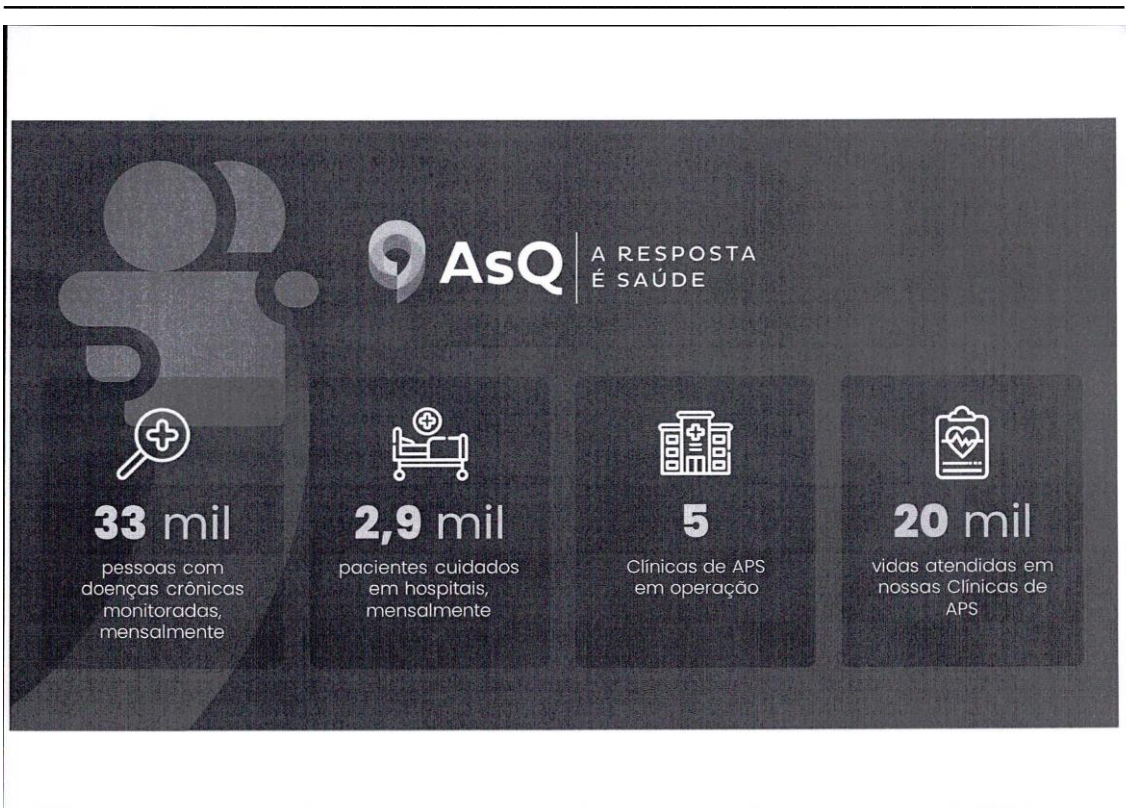 AsQ
A RESPOSTA
É SAÚDE
33 mil
pessoas com
doenças crônicas
monitoradas,
mensalmente
2,9 mil
pacientes cuidados
em hospitais,
mensalmente
5
Clínicas de APS
em operação
20 mil
vidas atendidas em
nossas Clínicas de
APS